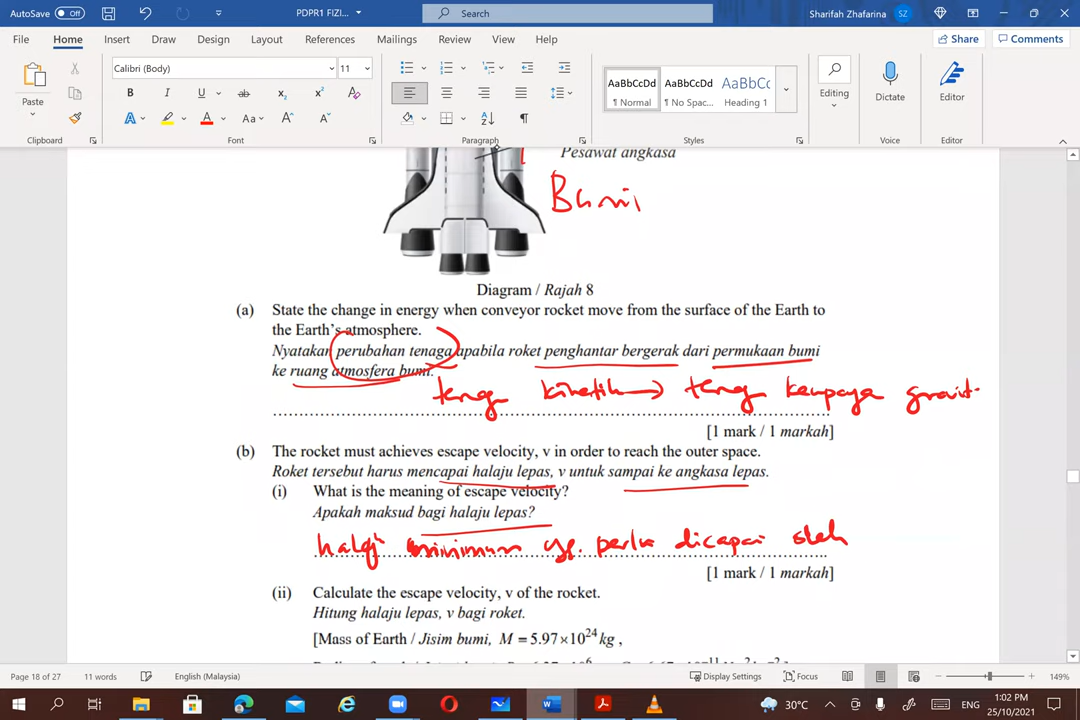 AutoSave Off PDPR1 FIZI... Search Sharifah Zhafarina SZ
File Home Insert Draw Design Layout References Mailings Review View Help Share Comments
Paste Calibri (Body) 11 AaBbCcDd AaBbCcDd AaBbCc Editing Dictate Editor
B I U ab x₂ x² A ¶ Normal ¶ No Spac... Heading 1
A A Aa A A
Clipboard Font Paragraph Styles Voice Editor
Pesawat angkasa
Bumi
Diagram / Rajah 8
(a) State the change in energy when conveyor rocket move from the surface of the Earth to
the Earth's atmosphere.
Nyatakan perubahan tenaga apabila roket penghantar bergerak dari permukaan bumi
ke ruang atmosfera bumi.
tenaga kinetik → tenaga keupayaan gravit
[1 mark / 1 markah]
(b) The rocket must achieves escape velocity, v in order to reach the outer space.
Roket tersebut harus mencapai halaju lepas, v untuk sampai ke angkasa lepas.
(i) What is the meaning of escape velocity?
Apakah maksud bagi halaju lepas?
halaju minimum yg. perlu dicapai oleh
[1 mark / 1 markah]
(ii) Calculate the escape velocity, v of the rocket.
Hitung halaju lepas, v bagi roket.
[Mass of Earth / Jisim bumi, M = 5.97×10²⁴ kg ,
Page 18 of 27 11 words English (Malaysia) Display Settings Focus 149%
30°C ENG 1:02 PM
25/10/2021